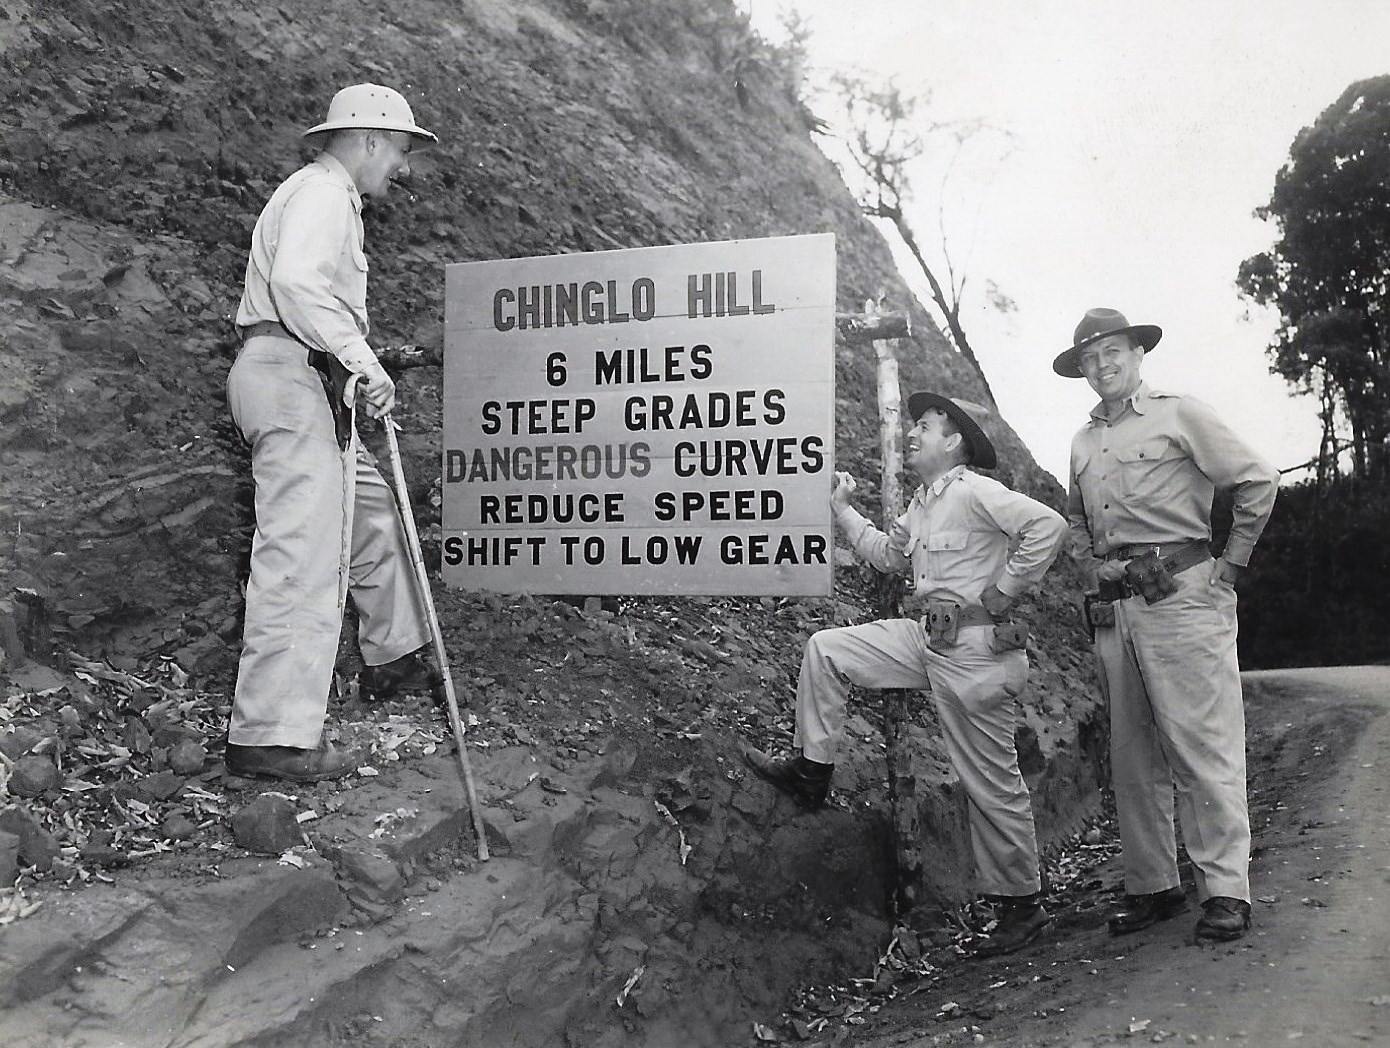 CHINGLO HILL
6 MILES
STEEP GRADES
DANGEROUS CURVES
REDUCE SPEED
SHIFT TO LOW GEAR